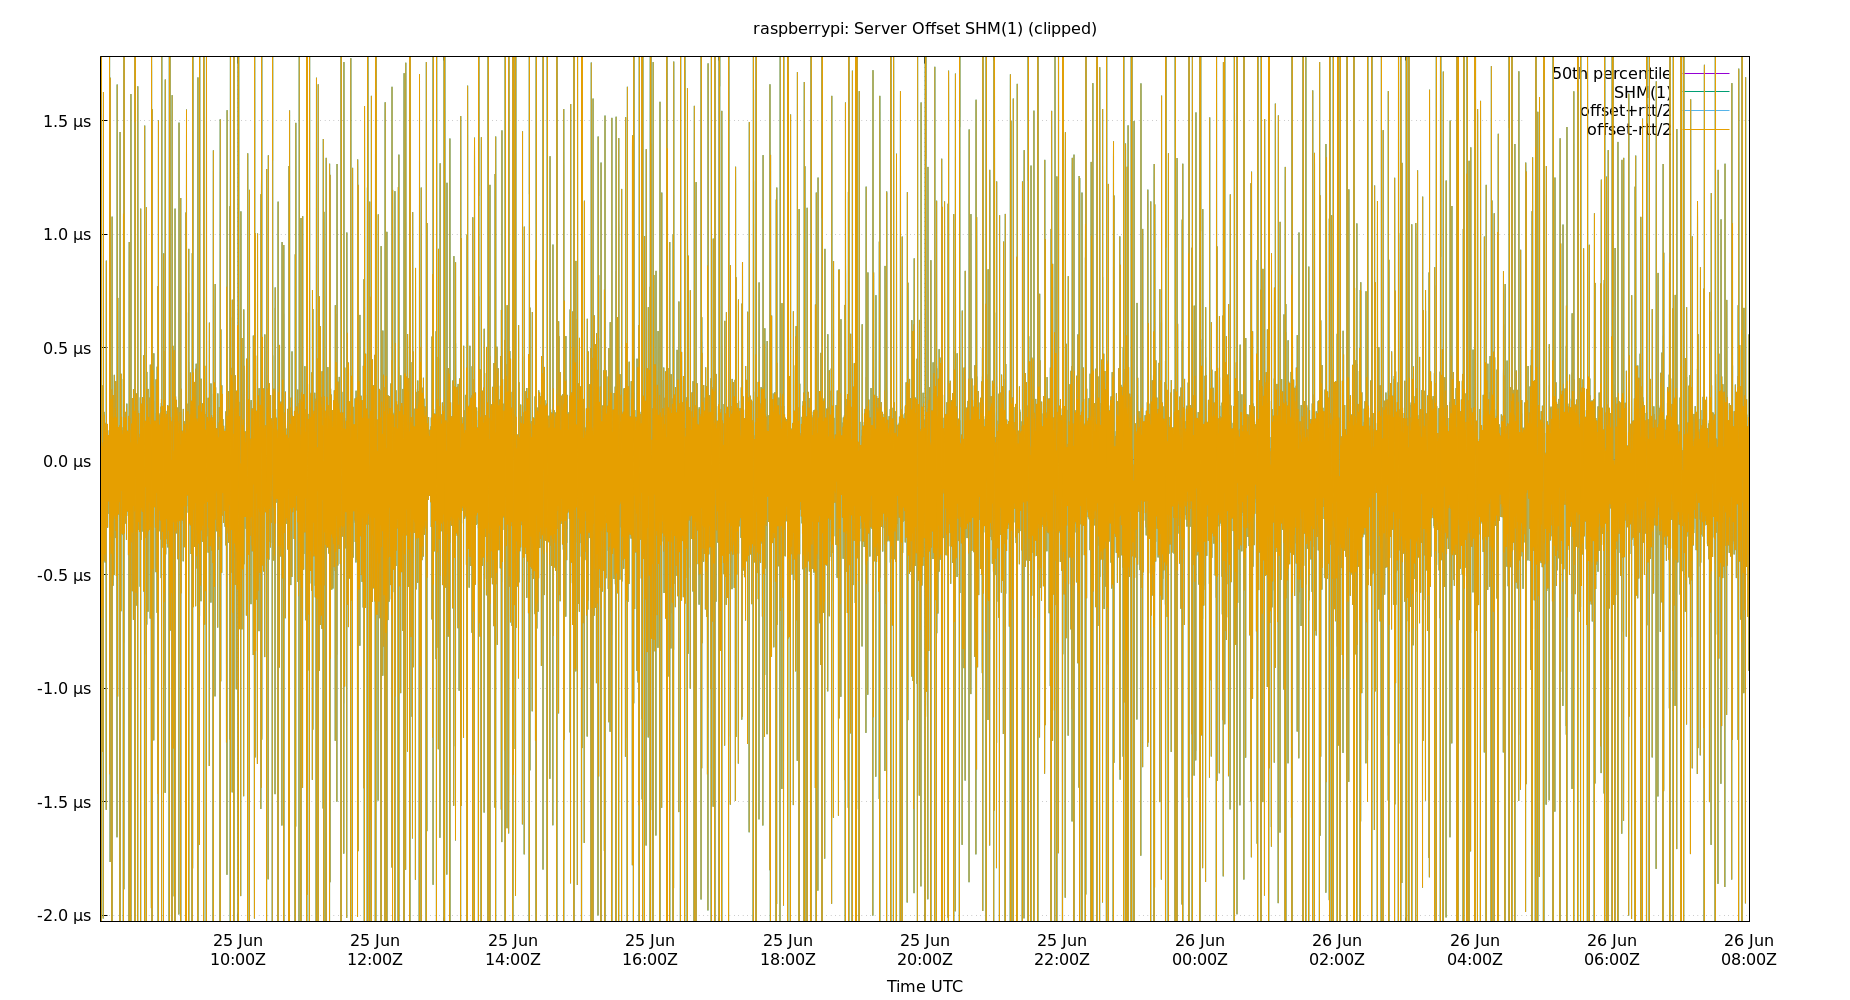 raspberrypi: Server Offset SHM(1) (clipped)
50th percentile
SHM(1)
offset+rtt/2
offset-rtt/2
1.5 µs
1.0 µs
0.5 µs
0.0 µs
-0.5 µs
-1.0 µs
-1.5 µs
-2.0 µs
25 Jun 25 Jun 25 Jun 25 Jun 25 Jun 25 Jun 25 Jun 26 Jun 26 Jun 26 Jun 26 Jun 26 Jun
10:00Z 12:00Z 14:00Z 16:00Z 18:00Z 20:00Z 22:00Z 00:00Z 02:00Z 04:00Z 06:00Z 08:00Z
Time UTC